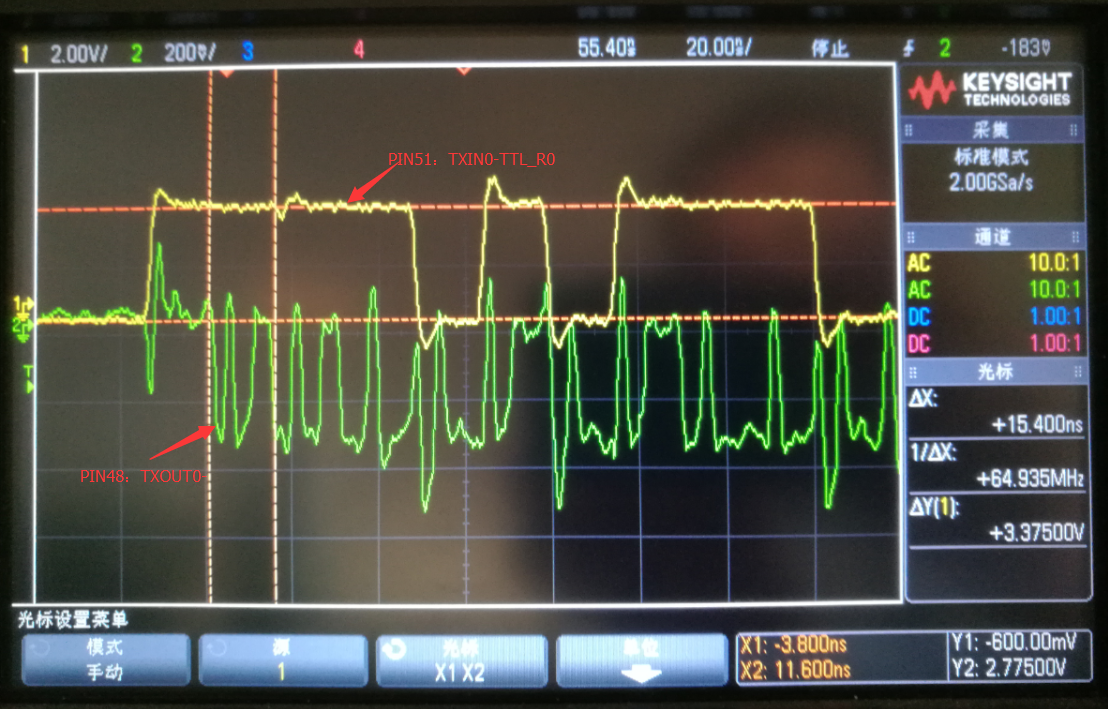 1 2.00V/ 2 200mV/ 3 4 55.40ns 20.00ns/ 停止 2 -183mV
KEYSIGHT
TECHNOLOGIES
采集
标准模式
2.00GSa/s
通道
AC 10.0:1
AC 10.0:1
DC 1.00:1
DC 1.00:1
光标
ΔX:
+15.400ns
1/ΔX:
+64.935MHz
ΔY(1):
+3.37500V
PIN51：TXIN0-TTL_R0
1
2
T
PIN48：TXOUT0-
光标设置菜单
模式
手动
源
1
光标
X1 X2
单位
X1: -3.800ns
X2: 11.600ns
Y1: -600.00mV
Y2: 2.77500V